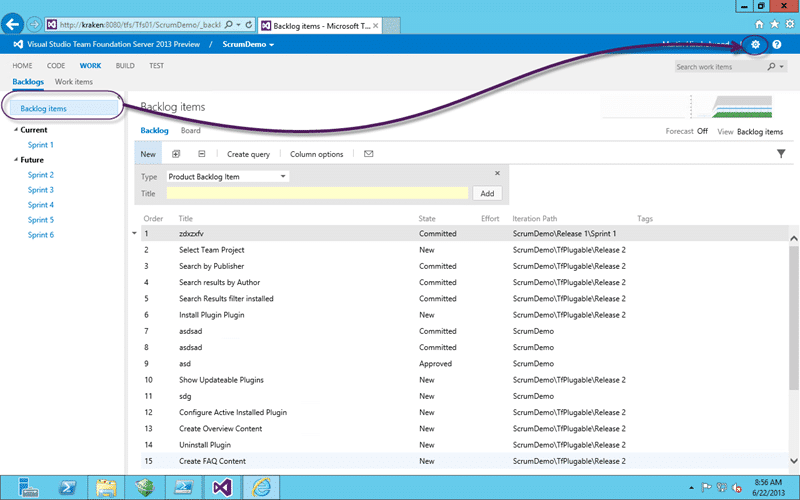 http://kraken:8080/tfs/Tfs01/ScrumDemo/_backl
Backlog items - Microsoft T...
Visual Studio Team Foundation Server 2013 Preview / ScrumDemo
HOME CODE WORK BUILD TEST
Search work items
Backlogs Work items
Backlog items
Current
Sprint 1
Future
Sprint 2
Sprint 3
Sprint 4
Sprint 5
Sprint 6
Backlog items
Backlog Board
Forecast Off View Backlog items
New Create query Column options
Type Product Backlog Item
Title Add
Order Title State Effort Iteration Path Tags
1 zdxzxfv Committed ScrumDemo\Release 1\Sprint 1
2 Select Team Project New ScrumDemo\TfPlugable\Release 2
3 Search by Publisher Committed ScrumDemo\TfPlugable\Release 2
4 Search results by Author Committed ScrumDemo\TfPlugable\Release 2
5 Search Results filter installed Committed ScrumDemo\TfPlugable\Release 2
6 Install Plugin Plugin New ScrumDemo\TfPlugable\Release 2
7 asdsad Committed ScrumDemo
8 asdsad Committed ScrumDemo
9 asd Approved ScrumDemo
10 Show Updateable Plugins New ScrumDemo\TfPlugable\Release 2
11 sdg New ScrumDemo
12 Configure Active Installed Plugin New ScrumDemo\TfPlugable\Release 2
13 Create Overview Content New ScrumDemo\TfPlugable\Release 2
14 Uninstall Plugin New ScrumDemo\TfPlugable\Release 2
15 Create FAQ Content New ScrumDemo\TfPlugable\Release 2
8:56 AM
6/22/2013